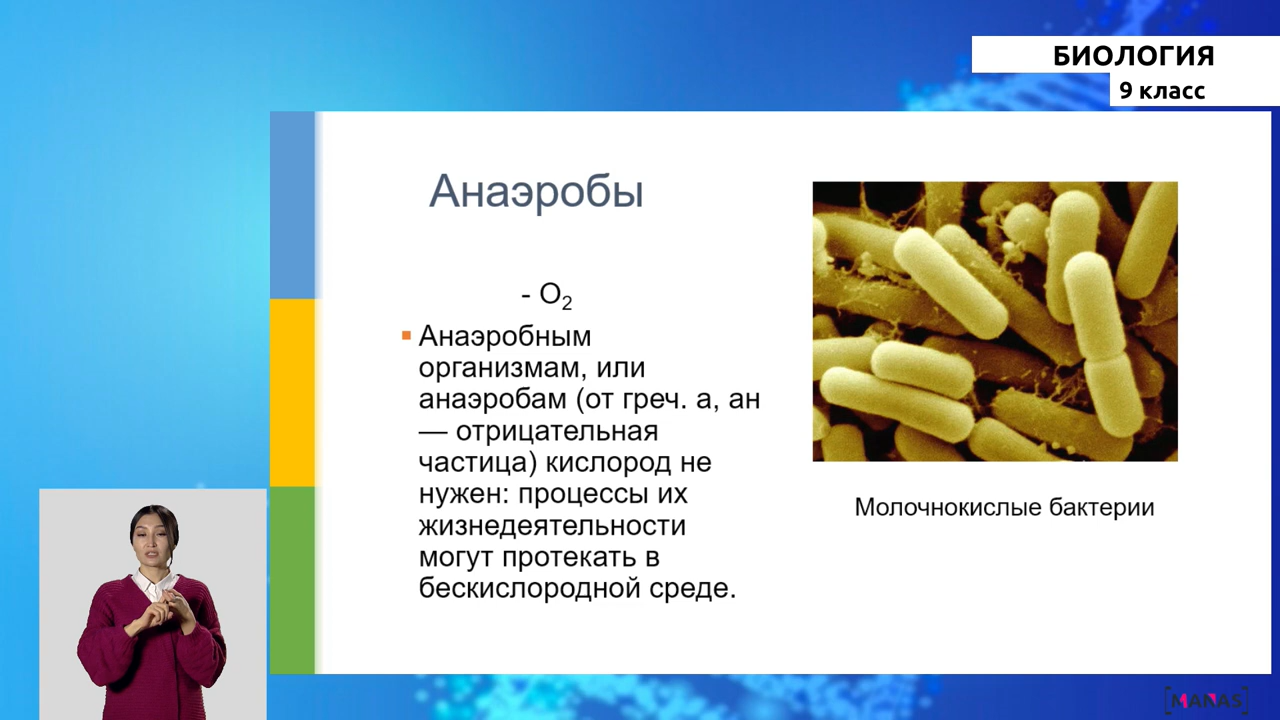 БИОЛОГИЯ
9 класс
Анаэробы
- O₂
▪ Анаэробным
организмам, или
анаэробам (от греч. а, ан
— отрицательная
частица) кислород не
нужен: процессы их
жизнедеятельности
могут протекать в
бескислородной среде.
Молочнокислые бактерии
[MANAS]